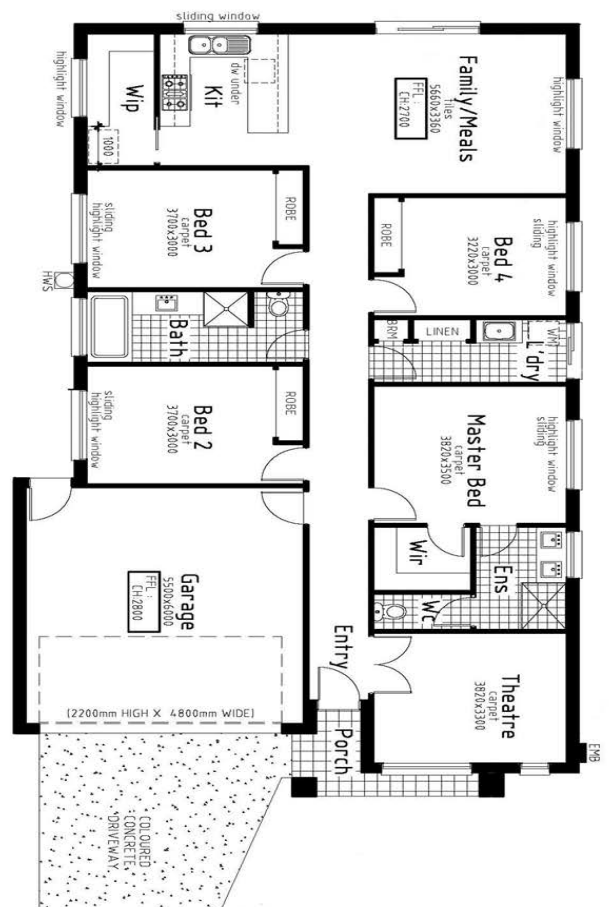 sliding window
highlight window
Wip
1000
Kit
dw under
Family/Meals
tiles
5660x3360
FFL :
CH:2700
highlight window
Bed 3
carpet
3700x3000
ROBE
sliding
highlight window
HWS
ROBE
Bed 4
carpet
3220x3000
highlight window
sliding
Bath
BRM
LINEN
WM
L'dry
Bed 2
carpet
3700x3000
ROBE
sliding
highlight window
Master Bed
carpet
3820x3500
highlight window
sliding
Wir
Ens
Wc
Garage
5500x6000
FFL :
CH:2800
(2200mm HIGH X 4800mm WIDE)
Entry
Theatre
carpet
3820x3300
Porch
EMB
COLOURED
CONCRETE
DRIVEWAY